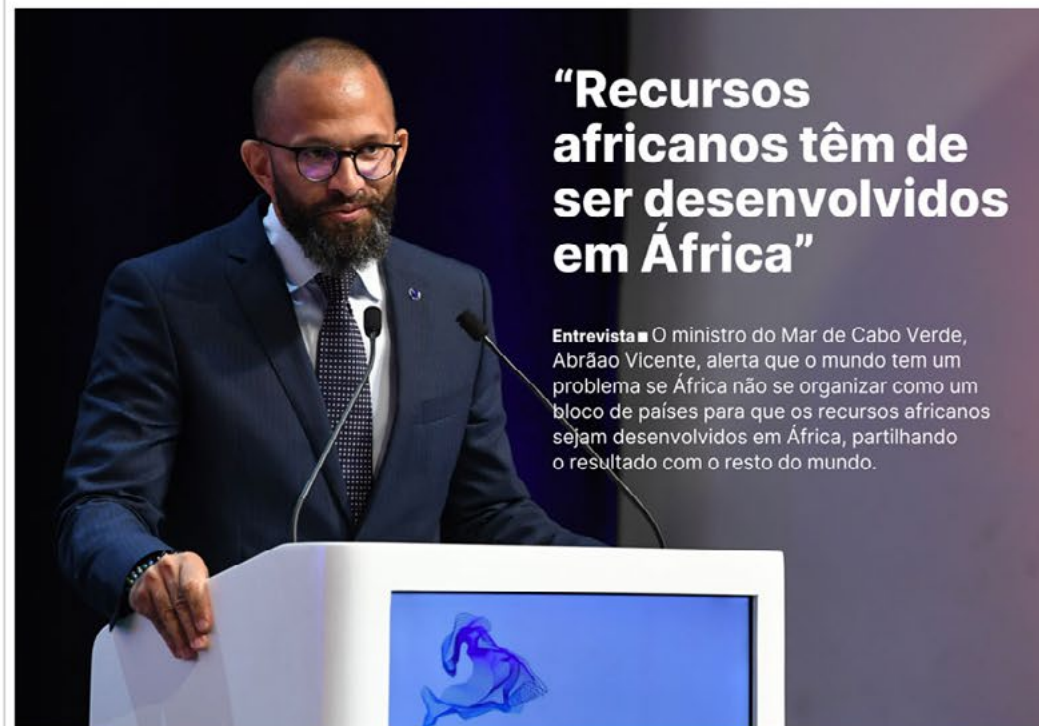 “Recursos
africanos têm de
ser desenvolvidos
em África”
Entrevista ■ O ministro do Mar de Cabo Verde,
Abrãao Vicente, alerta que o mundo tem um
problema se África não se organizar como um
bloco de países para que os recursos africanos
sejam desenvolvidos em África, partilhando
o resultado com o resto do mundo.